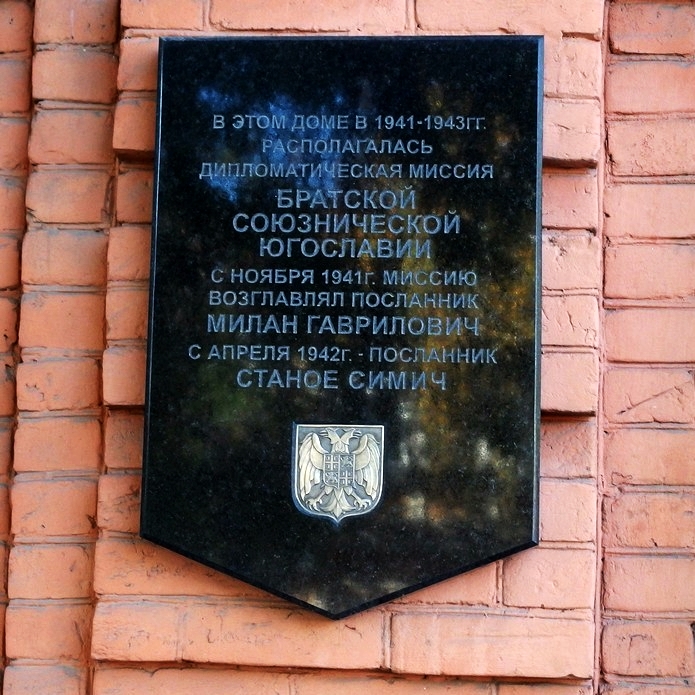 В ЭТОМ ДОМЕ В 1941-1943ГГ.
РАСПОЛАГАЛАСЬ
ДИПЛОМАТИЧЕСКАЯ МИССИЯ
БРАТСКОЙ
СОЮЗНИЧЕСКОЙ
ЮГОСЛАВИИ
С НОЯБРЯ 1941Г. МИССИЮ
ВОЗГЛАВЛЯЛ ПОСЛАННИК
МИЛАН ГАВРИЛОВИЧ
С АПРЕЛЯ 1942Г. - ПОСЛАННИК
СТАНОЕ СИМИЧ